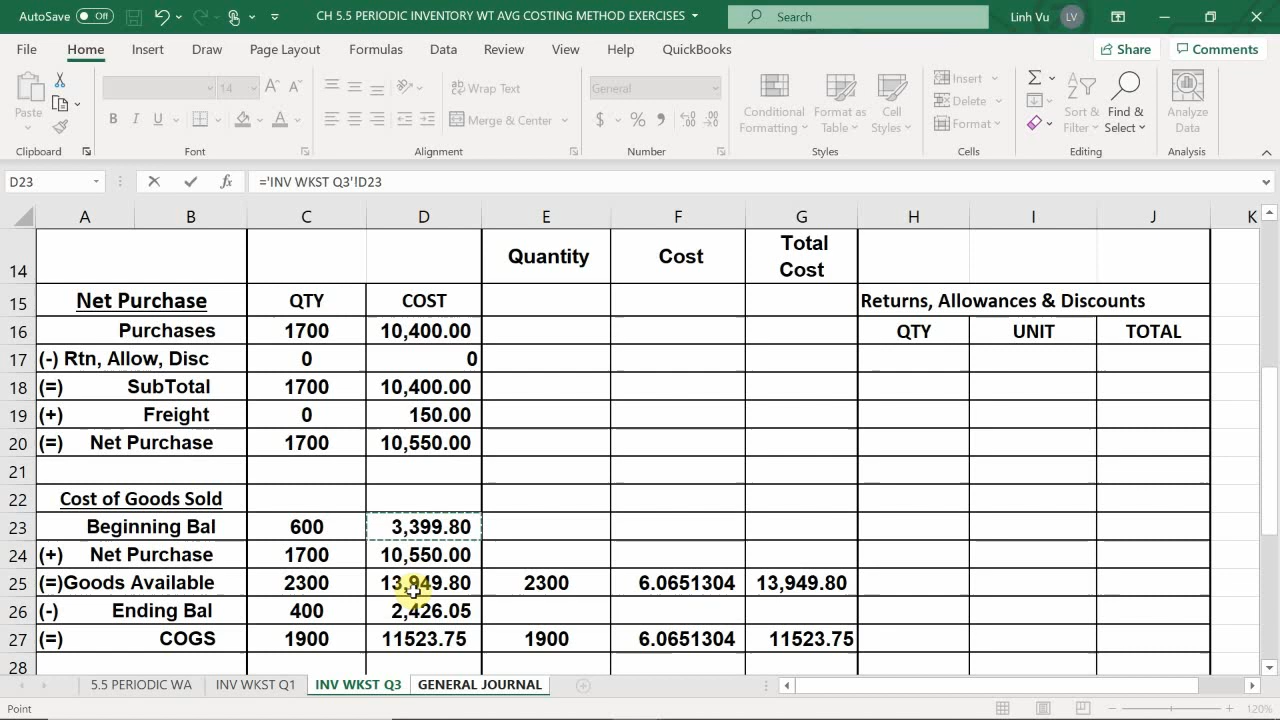 AutoSave Off CH 5.5 PERIODIC INVENTORY WT AVG COSTING METHOD EXERCISES Search Linh Vu LV
File Home Insert Draw Page Layout Formulas Data Review View Help QuickBooks Share Comments
Paste 14 Wrap Text General Conditional Formatting Format as Table Cell Styles Insert Sort & Filter Find & Select Analyze Data
B I U Merge & Center $ % Delete
Format
Clipboard Font Alignment Number Styles Cells Editing Analysis
D23 fx ='INV WKST Q3'!D23
A B C D E F G H I J K
14 Quantity Cost Total Cost
15 Net Purchase QTY COST Returns, Allowances & Discounts
16 Purchases 1700 10,400.00 QTY UNIT TOTAL
17 (-) Rtn, Allow, Disc 0 0
18 (=) SubTotal 1700 10,400.00
19 (+) Freight 0 150.00
20 (=) Net Purchase 1700 10,550.00
21
22 Cost of Goods Sold
23 Beginning Bal 600 3,399.80
24 (+) Net Purchase 1700 10,550.00
25 (=)Goods Available 2300 13,949.80 2300 6.0651304 13,949.80
26 (-) Ending Bal 400 2,426.05
27 (=) COGS 1900 11523.75 1900 6.0651304 11523.75
28
5.5 PERIODIC WA INV WKST Q1 INV WKST Q3 GENERAL JOURNAL
Point 120%